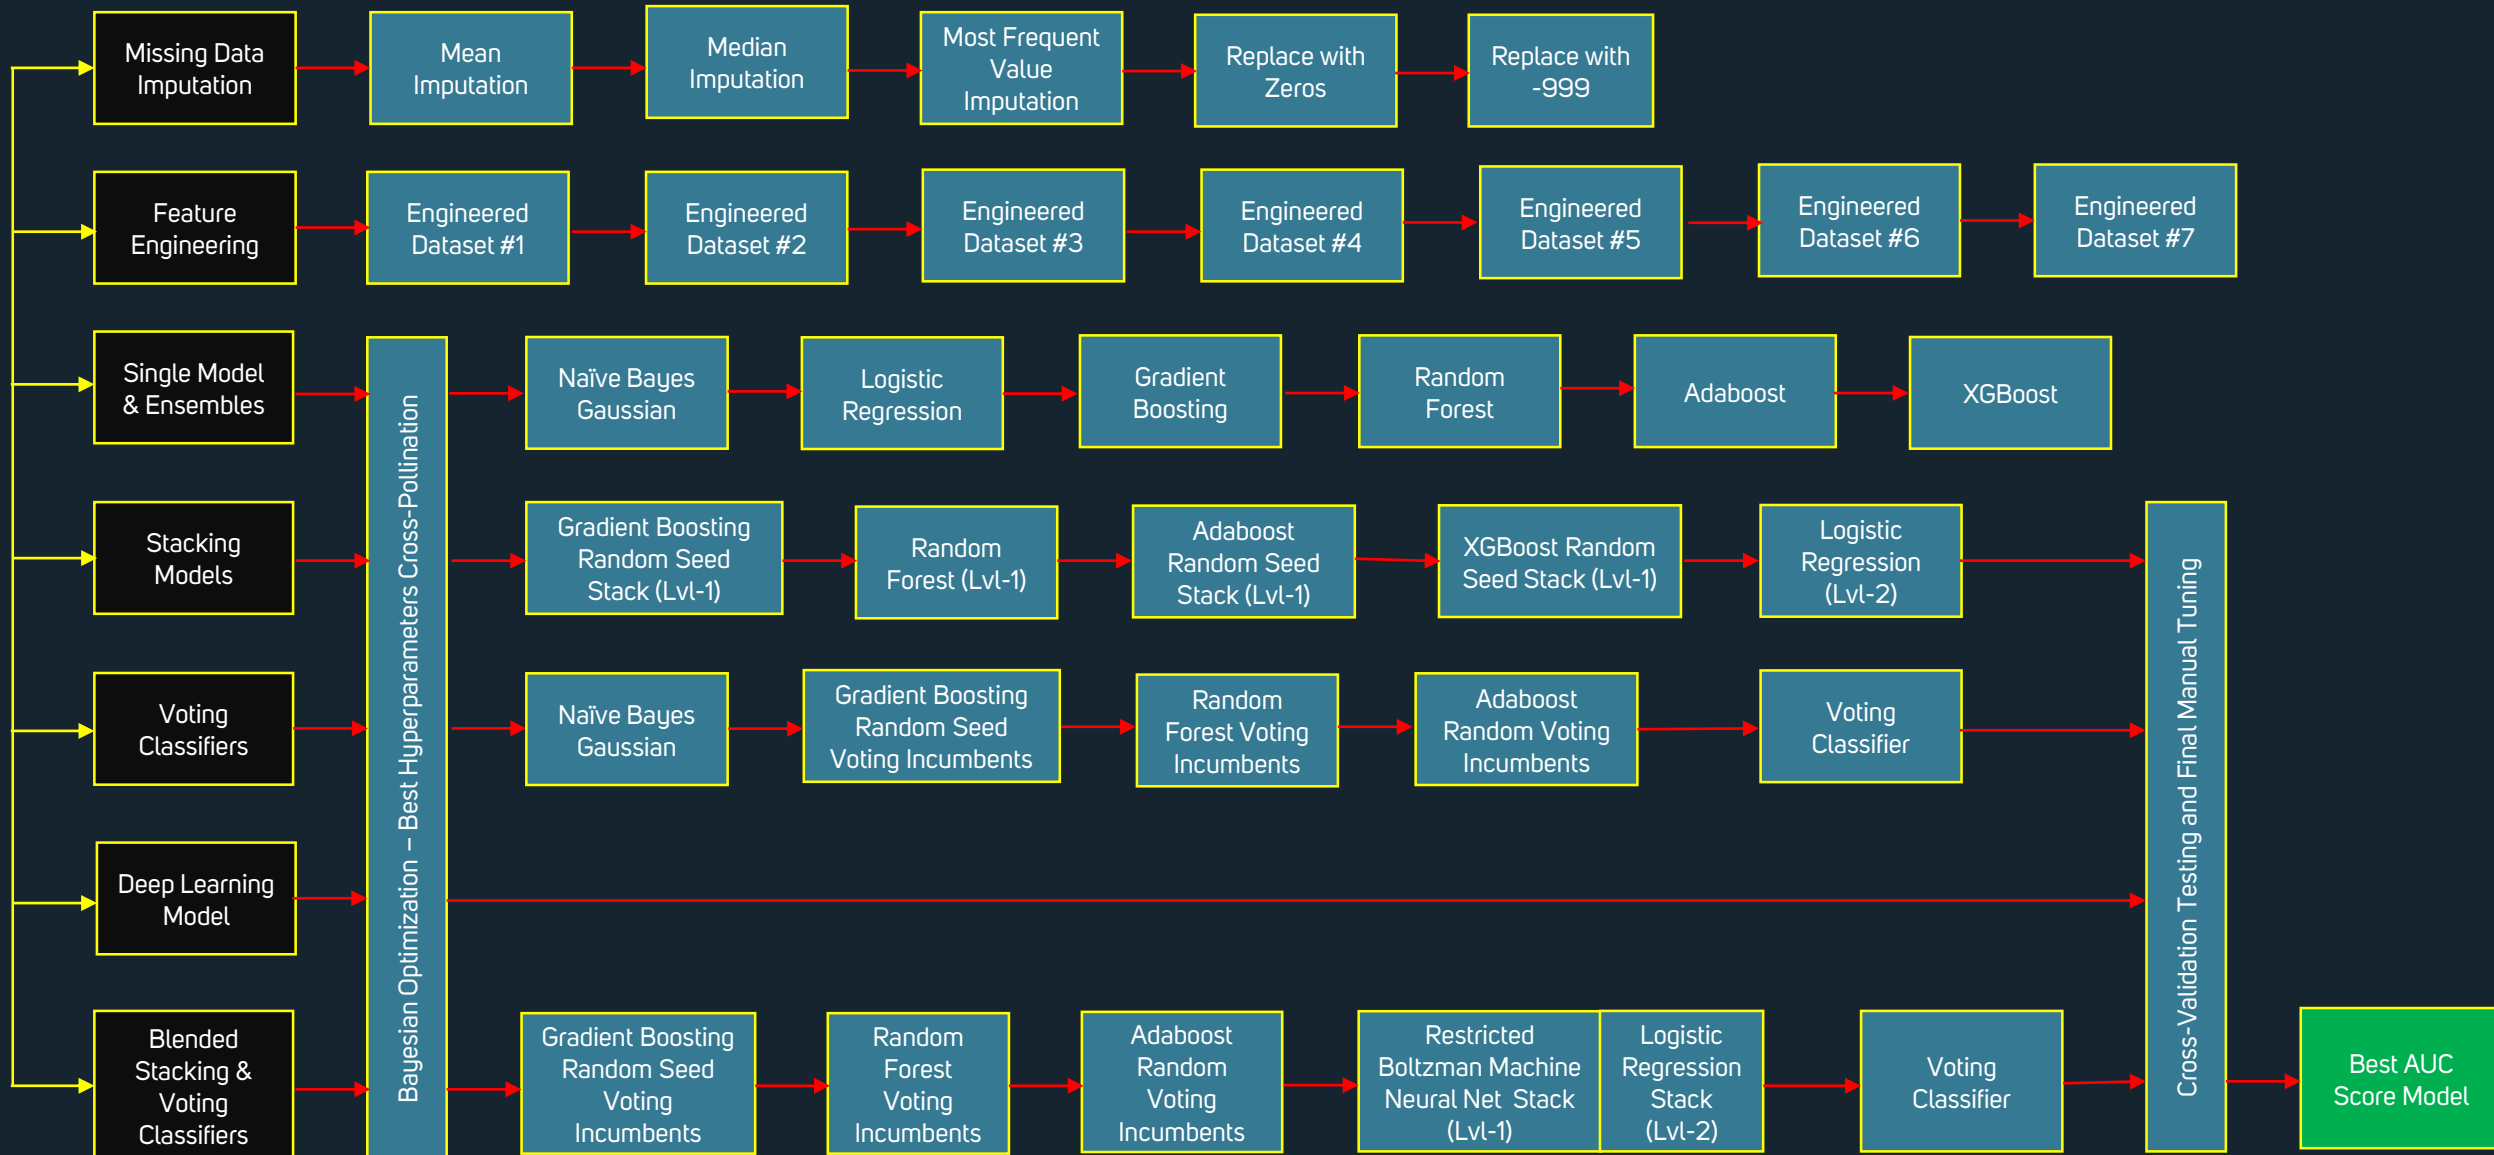 Missing Data
Imputation
Mean
Imputation
Median
Imputation
Most Frequent
Value
Imputation
Replace with
Zeros
Replace with
-999
Feature
Engineering
Engineered
Dataset #1
Engineered
Dataset #2
Engineered
Dataset #3
Engineered
Dataset #4
Engineered
Dataset #5
Engineered
Dataset #6
Engineered
Dataset #7
Single Model
& Ensembles
Bayesian Optimization – Best Hyperparameters Cross-Pollination
Naïve Bayes
Gaussian
Logistic
Regression
Gradient
Boosting
Random
Forest
Adaboost
XGBoost
Stacking
Models
Gradient Boosting
Random Seed
Stack (Lvl-1)
Random
Forest (Lvl-1)
Adaboost
Random Seed
Stack (Lvl-1)
XGBoost Random
Seed Stack (Lvl-1)
Logistic
Regression
(Lvl-2)
Cross-Validation Testing and Final Manual Tuning
Voting
Classifiers
Naïve Bayes
Gaussian
Gradient Boosting
Random Seed
Voting Incumbents
Random
Forest Voting
Incumbents
Adaboost
Random Voting
Incumbents
Voting
Classifier
Deep Learning
Model
Blended
Stacking &
Voting
Classifiers
Gradient Boosting
Random Seed
Voting
Incumbents
Random
Forest
Voting
Incumbents
Adaboost
Random
Voting
Incumbents
Restricted
Boltzman Machine
Neural Net Stack
(Lvl-1)
Logistic
Regression
Stack
(Lvl-2)
Voting
Classifier
Best AUC
Score Model